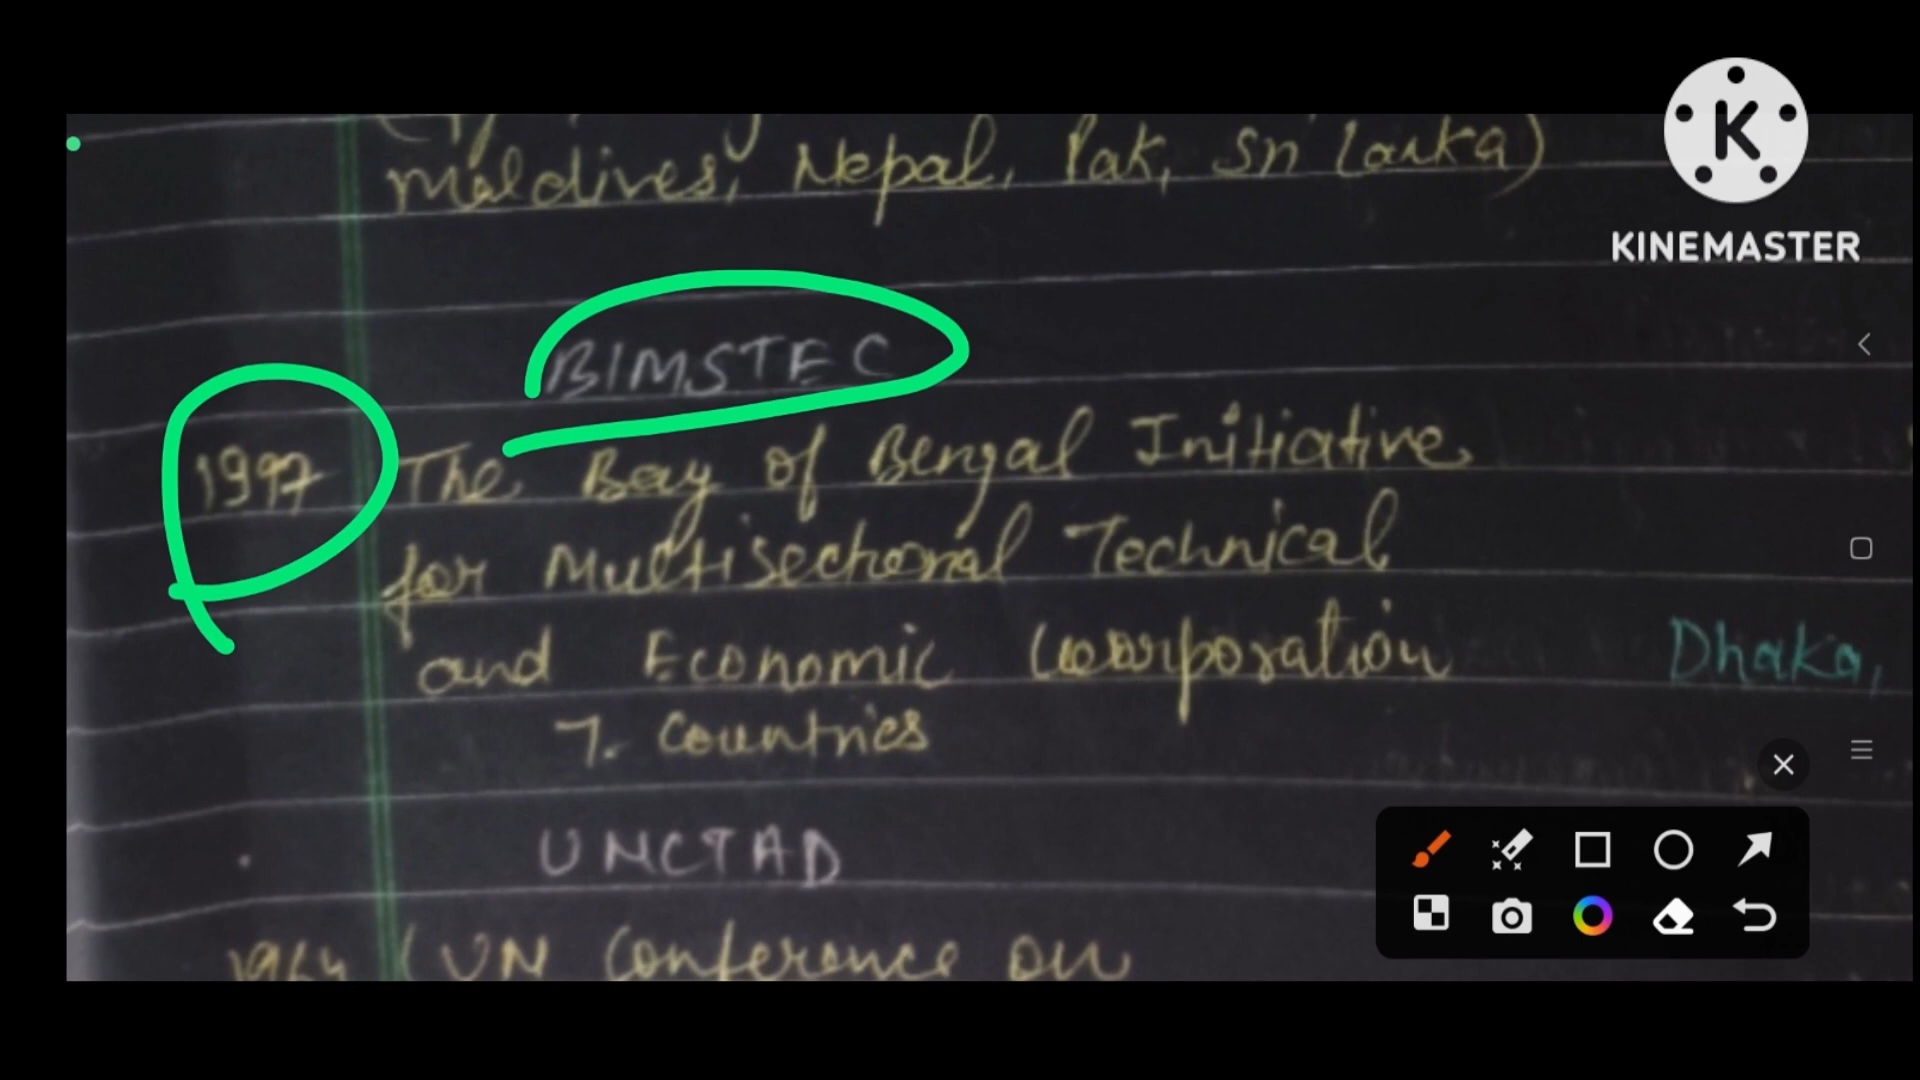 Maldives, Nepal, Pak, Sri Lanka)
K
KINEMASTER
BIMSTEC
1997 The Bay of Bengal Initiative
for Multisectional Technical
and Economic Coorporation Dhaka,
7. Countries
UNCTAD
1964 (UN Conference on